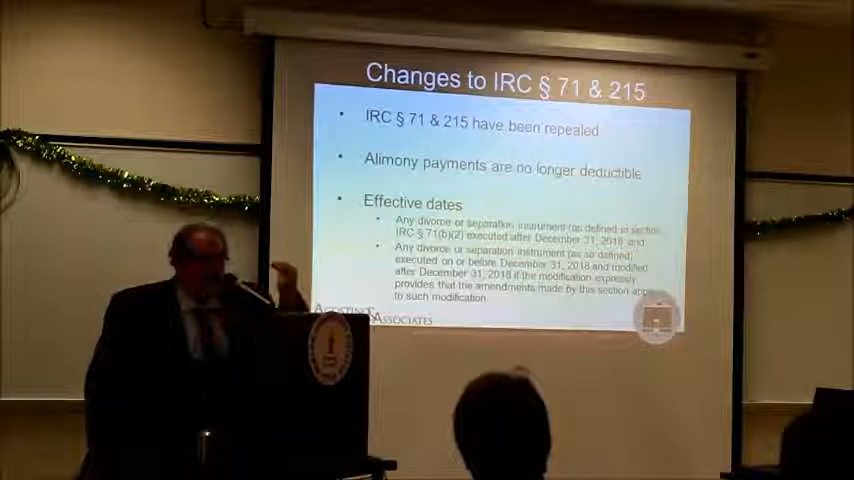 Changes to IRC § 71 & 215
• IRC § 71 & 215 have been repealed
• Alimony payments are no longer deductible
• Effective dates
• Any divorce or separation instrument (as defined in section
IRC § 71(b)(2) executed after December 31, 2018, and
• Any divorce or separation instrument (as so defined)
executed on or before December 31, 2018 and modified
after December 31, 2018 if the modification expressly
provides that the amendments made by this section
to such modification.
AGOSTINO & ASSOCIATES